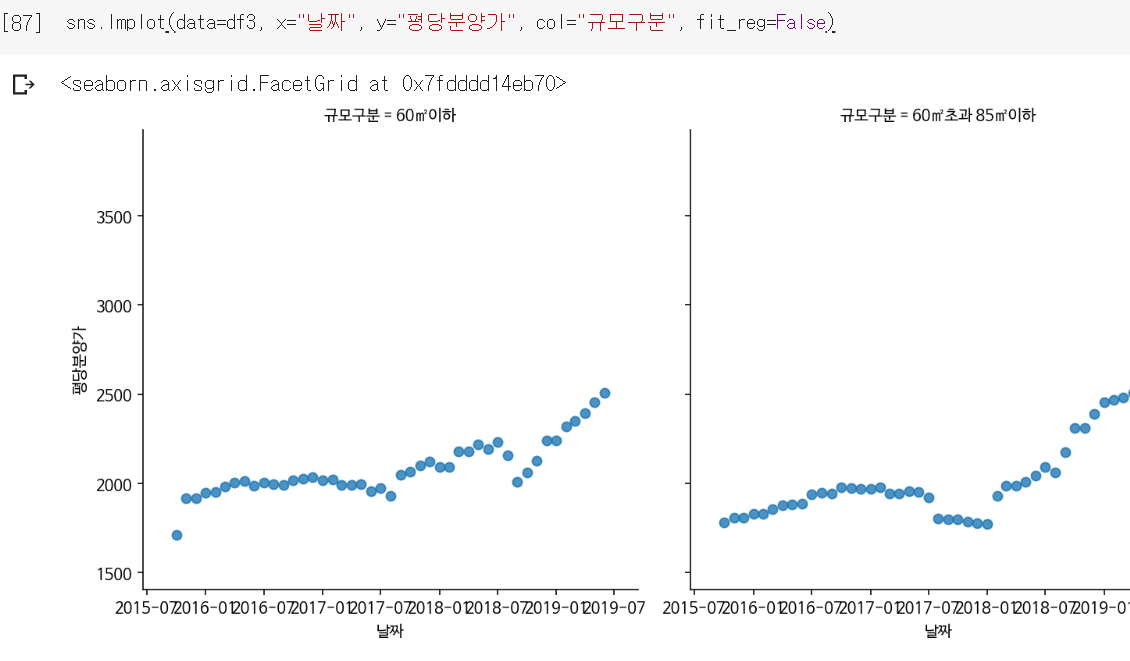 [87] sns.lmplot(data=df3, x="날짜", y="평당분양가", col="규모구분", fit_reg=False)
<seaborn.axisgrid.FacetGrid at 0x7fdddd14eb70>
규모구분 = 60㎡이하
규모구분 = 60㎡초과 85㎡이하
평당분양가
3500
3000
2500
2000
1500
2015-07 2016-01 2016-07 2017-01 2017-07 2018-01 2018-07 2019-01 2019-07
2015-07 2016-01 2016-07 2017-01 2017-07 2018-01 2018-07 2019-01
날짜
날짜